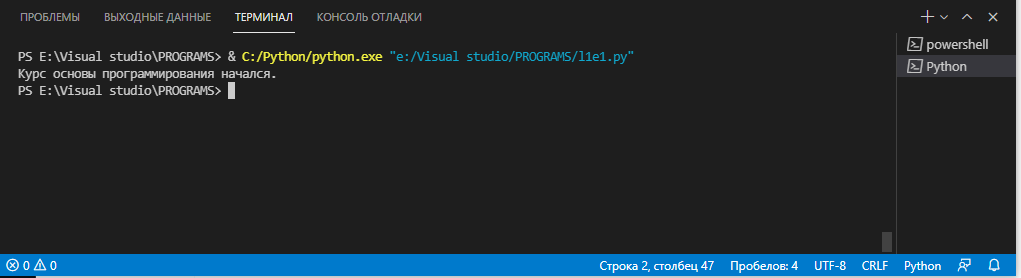 ПРОБЛЕМЫ ВЫХОДНЫЕ ДАННЫЕ ТЕРМИНАЛ КОНСОЛЬ ОТЛАДКИ
PS E:\Visual studio\PROGRAMS> & C:/Python/python.exe "e:/Visual studio/PROGRAMS/l1e1.py"
Курс основы программирования начался.
PS E:\Visual studio\PROGRAMS>
powershell
Python
0 0 Строка 2, столбец 47 Пробелов: 4 UTF-8 CRLF Python